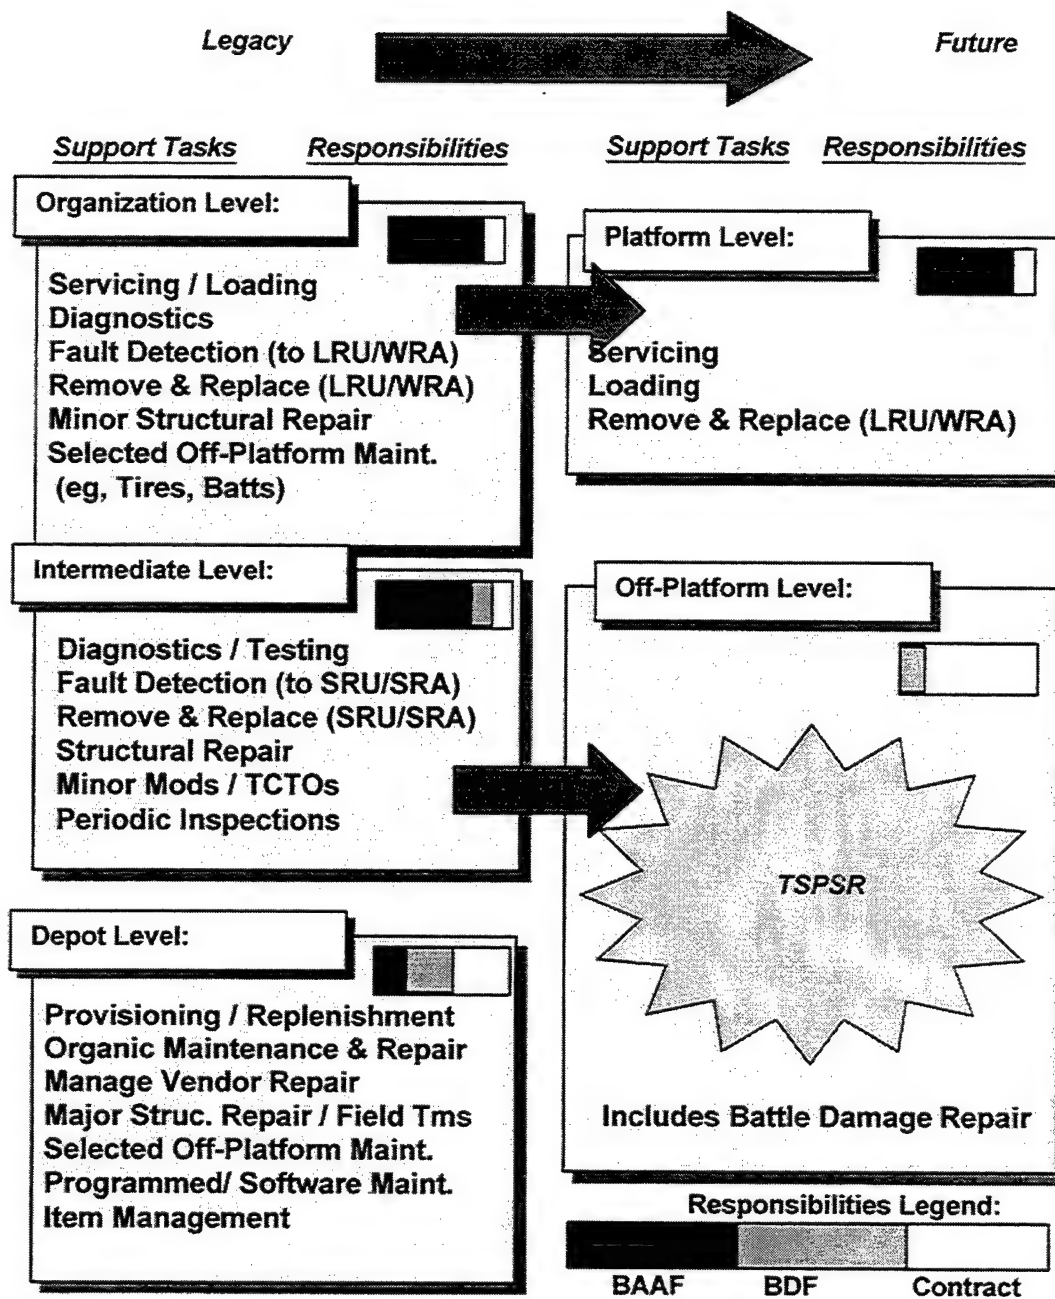 Legacy
Future
Support Tasks
Responsibilities
Support Tasks
Responsibilities
Organization Level:
Servicing / Loading
Diagnostics
Fault Detection (to LRU/WRA)
Remove & Replace (LRU/WRA)
Minor Structural Repair
Selected Off-Platform Maint.
(eg, Tires, Batts)
Platform Level:
Servicing
Loading
Remove & Replace (LRU/WRA)
Intermediate Level:
Diagnostics / Testing
Fault Detection (to SRU/SRA)
Remove & Replace (SRU/SRA)
Structural Repair
Minor Mods / TCTOs
Periodic Inspections
Off-Platform Level:
TSPSR
Includes Battle Damage Repair
Depot Level:
Provisioning / Replenishment
Organic Maintenance & Repair
Manage Vendor Repair
Major Struc. Repair / Field Tms
Selected Off-Platform Maint.
Programmed/ Software Maint.
Item Management
Responsibilities Legend:
BAAF
BDF
Contract